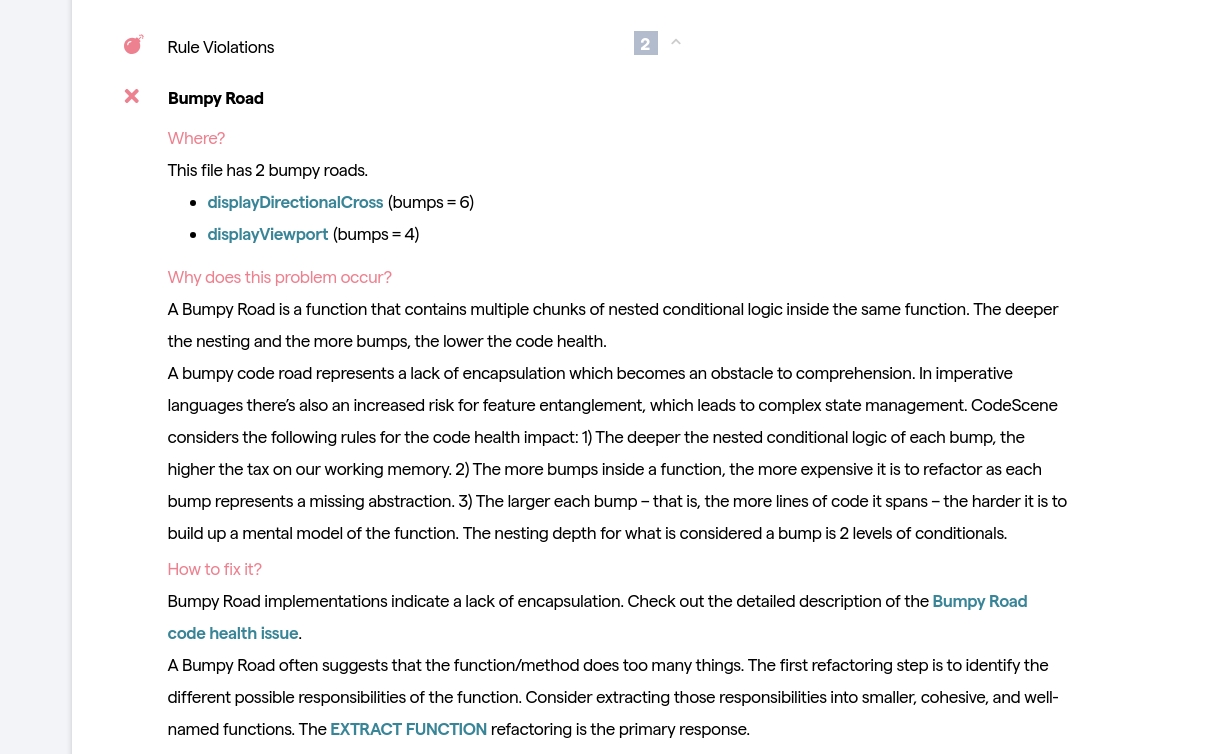 Rule Violations 2
Bumpy Road
Where?
This file has 2 bumpy roads.
displayDirectionalCross (bumps = 6)
displayViewport (bumps = 4)
Why does this problem occur?
A Bumpy Road is a function that contains multiple chunks of nested conditional logic inside the same function. The deeper
the nesting and the more bumps, the lower the code health.
A bumpy code road represents a lack of encapsulation which becomes an obstacle to comprehension. In imperative
languages there’s also an increased risk for feature entanglement, which leads to complex state management. CodeScene
considers the following rules for the code health impact: 1) The deeper the nested conditional logic of each bump, the
higher the tax on our working memory. 2) The more bumps inside a function, the more expensive it is to refactor as each
bump represents a missing abstraction. 3) The larger each bump – that is, the more lines of code it spans – the harder it is to
build up a mental model of the function. The nesting depth for what is considered a bump is 2 levels of conditionals.
How to fix it?
Bumpy Road implementations indicate a lack of encapsulation. Check out the detailed description of the Bumpy Road
code health issue.
A Bumpy Road often suggests that the function/method does too many things. The first refactoring step is to identify the
different possible responsibilities of the function. Consider extracting those responsibilities into smaller, cohesive, and well-
named functions. The EXTRACT FUNCTION refactoring is the primary response.